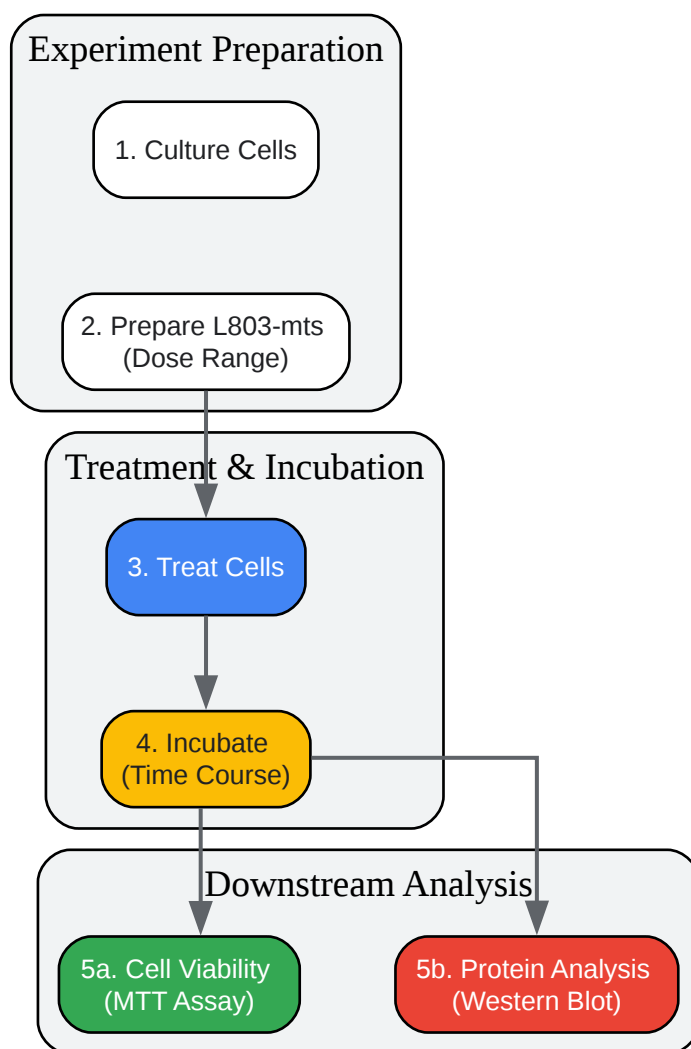 Experiment Preparation
1. Culture Cells
2. Prepare L803-mts
(Dose Range)
Treatment & Incubation
3. Treat Cells
4. Incubate
(Time Course)
Downstream Analysis
5a. Cell Viability
(MTT Assay)
5b. Protein Analysis
(Western Blot)